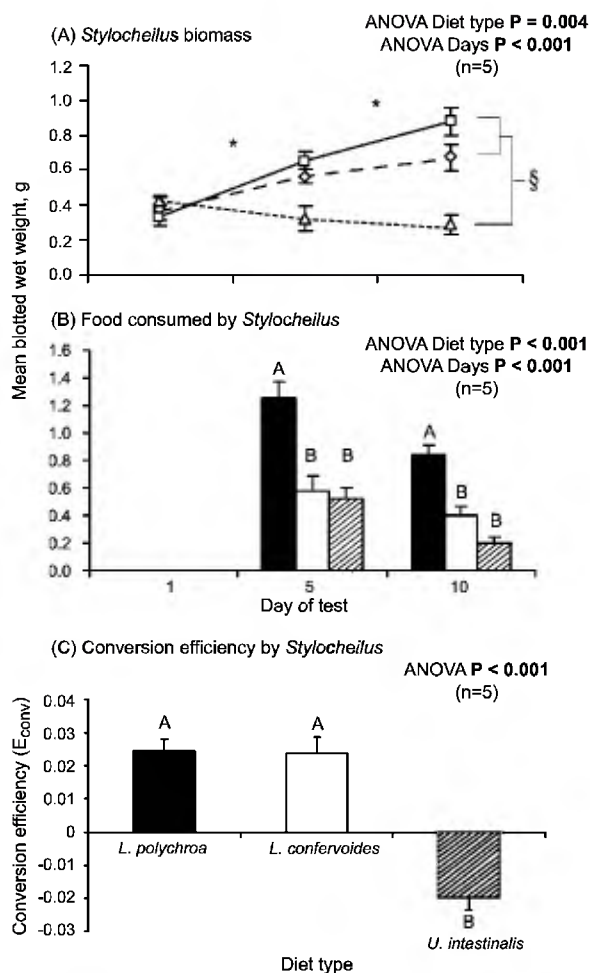 (A) Stylocheilus biomass
ANOVA Diet type P = 0.004
ANOVA Days P < 0.001
(n=5)
1.2
1.0
0.8
0.6
0.4
0.2
0.0
* *
§
Mean blotted wet weight, g
(B) Food consumed by Stylocheilus
ANOVA Diet type P < 0.001
ANOVA Days P < 0.001
(n=5)
1.6
1.4
1.2
1.0
0.8
0.6
0.4
0.2
0.0
A B B A B B
1 5 10
Day of test
(C) Conversion efficiency by Stylocheilus
ANOVA P < 0.001
(n=5)
Conversion efficiency (Econv)
0.04
0.03
0.02
0.01
0
-0.01
-0.02
-0.03
A A B
L. polychroa L. confervoides U. intestinalis
Diet type